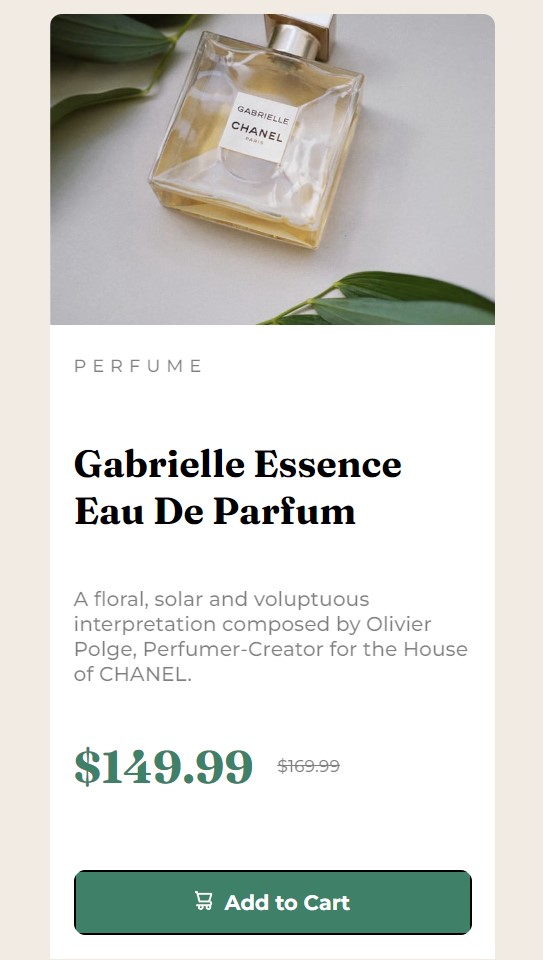 GABRIELLE
CHANEL
PARIS
PERFUME
Gabrielle Essence
Eau De Parfum
A floral, solar and voluptuous
interpretation composed by Olivier
Polge, Perfumer-Creator for the House
of CHANEL.
$149.99 $169.99
Add to Cart